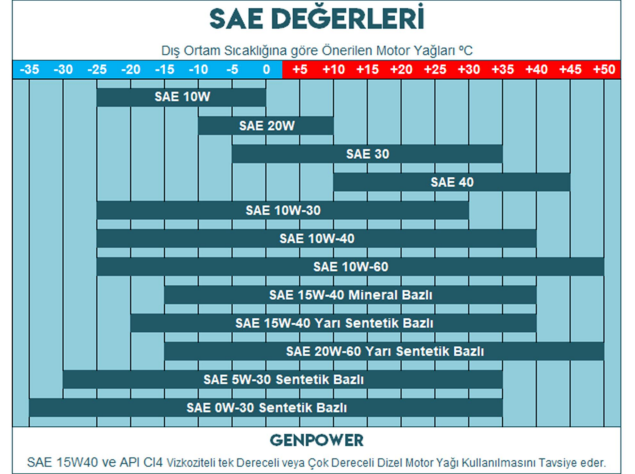 SAE DEĞERLERİ
Dış Ortam Sıcaklığına göre Önerilen Motor Yağları ºC
-35 -30 -25 -20 -15 -10 -5 0 +5 +10 +15 +20 +25 +30 +35 +40 +45 +50
SAE 10W
SAE 20W
SAE 30
SAE 40
SAE 10W-30
SAE 10W-40
SAE 10W-60
SAE 15W-40 Mineral Bazlı
SAE 15W-40 Yarı Sentetik Bazlı
SAE 20W-60 Yarı Sentetik Bazlı
SAE 5W-30 Sentetik Bazlı
SAE 0W-30 Sentetik Bazlı
GENPOWER
SAE 15W40 ve API CI4 Vizkoziteli tek Dereceli veya Çok Dereceli Dizel Motor Yağı Kullanılmasını Tavsiye eder.